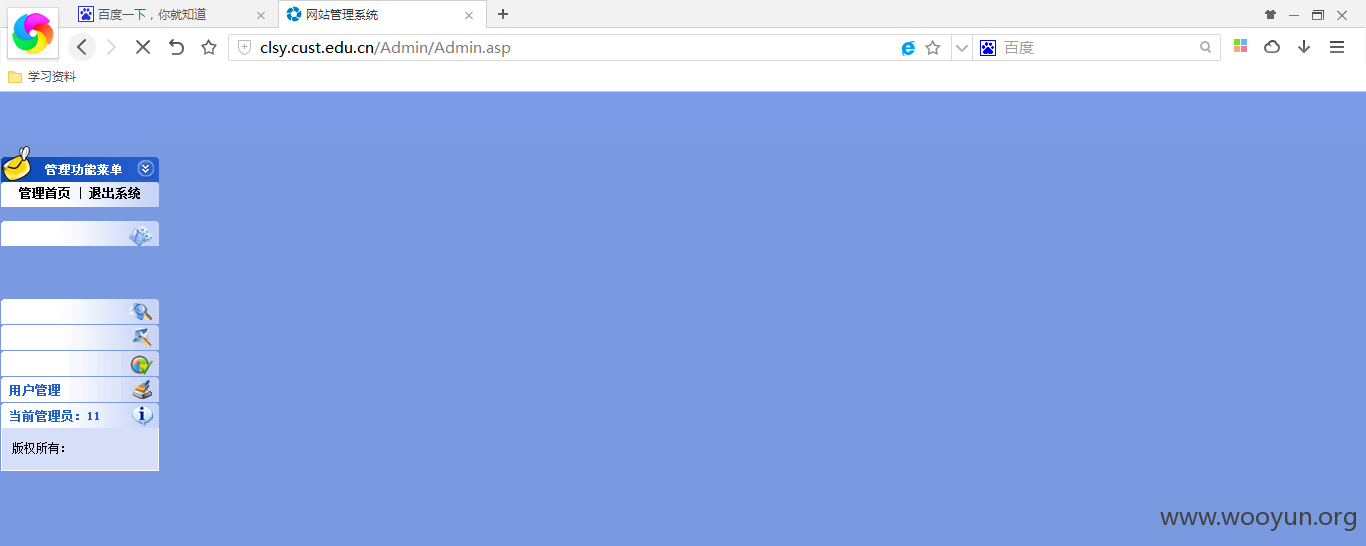 百度一下，你就知道
网站管理系统
clsy.cust.edu.cn/Admin/Admin.asp
百度
学习资料
管理功能菜单
管理首页 | 退出系统
用户管理
当前管理员：11
版权所有：
www.wooyun.org